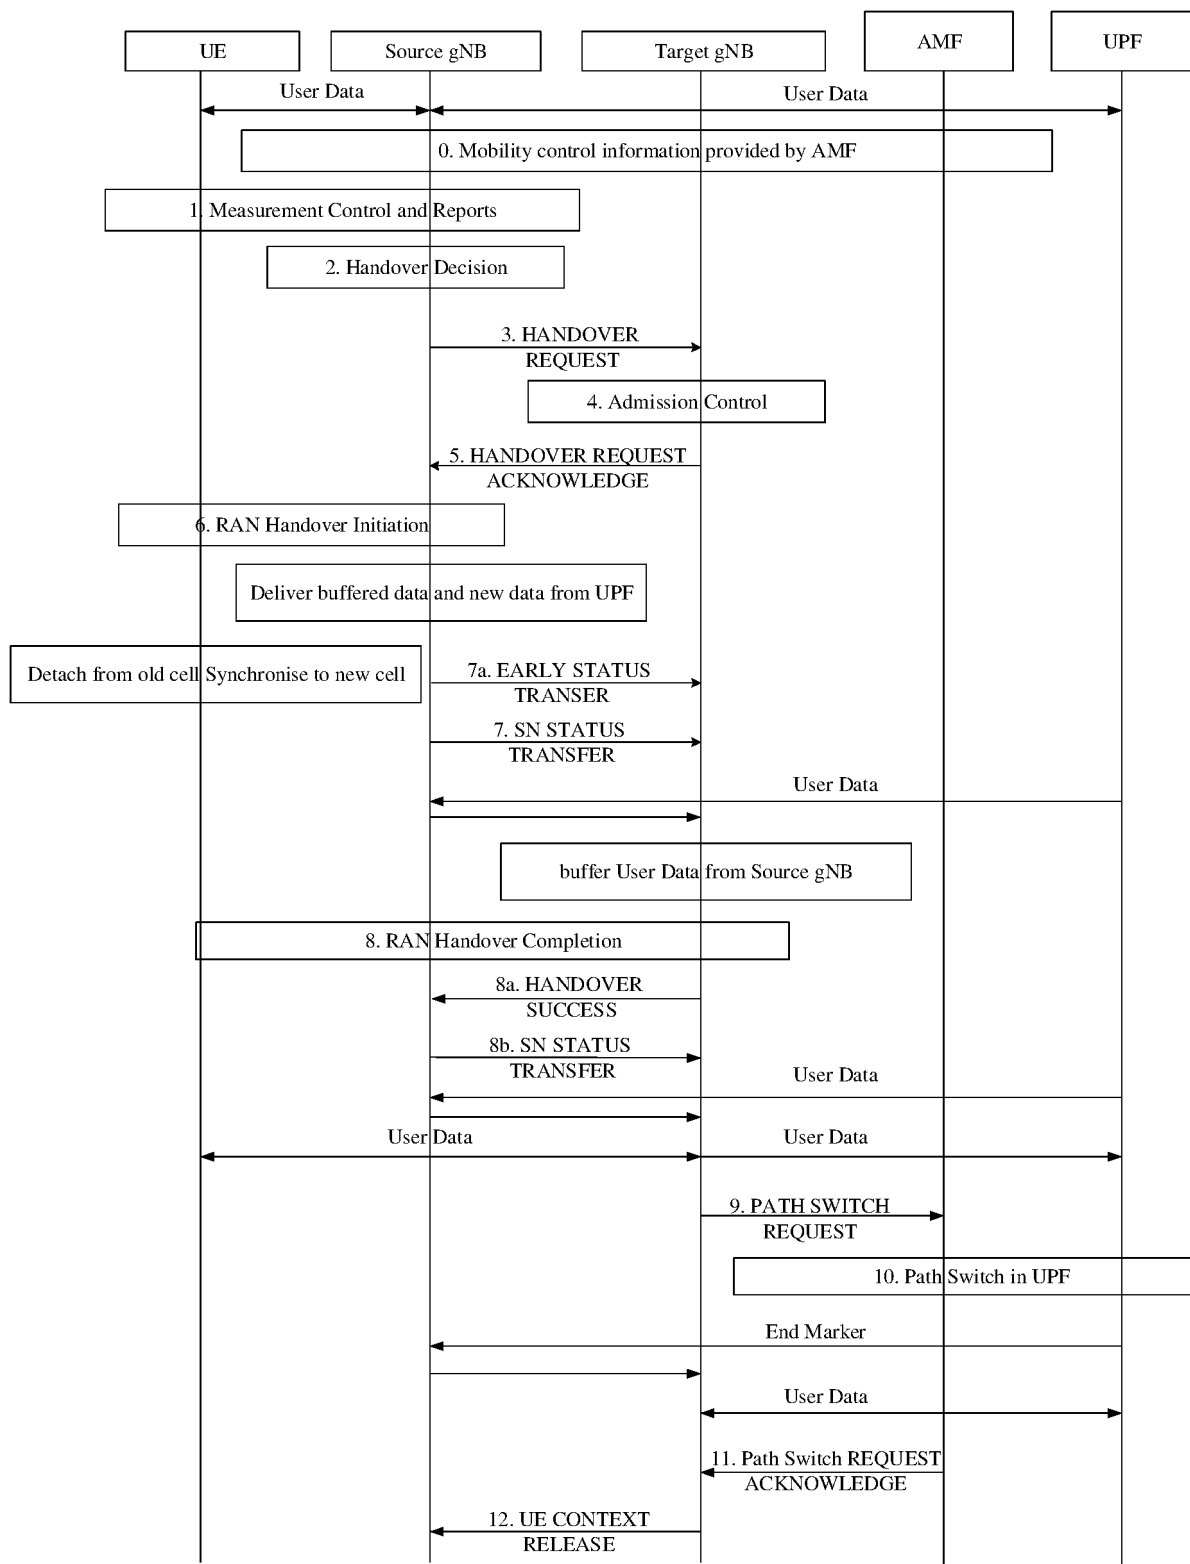 UE
Source gNB
Target gNB
AMF
UPF
User Data
User Data
0. Mobility control information provided by AMF
1. Measurement Control and Reports
2. Handover Decision
3. HANDOVER
REQUEST
4. Admission Control
5. HANDOVER REQUEST
ACKNOWLEDGE
6. RAN Handover Initiation
Deliver buffered data and new data from UPF
Detach from old cell Synchronise to new cell
7a. EARLY STATUS
TRANSER
7. SN STATUS
TRANSFER
User Data
buffer User Data from Source gNB
8. RAN Handover Completion
8a. HANDOVER
SUCCESS
8b. SN STATUS
TRANSFER
User Data
User Data
User Data
9. PATH SWITCH
REQUEST
10. Path Switch in UPF
End Marker
User Data
11. Path Switch REQUEST
ACKNOWLEDGE
12. UE CONTEXT
RELEASE